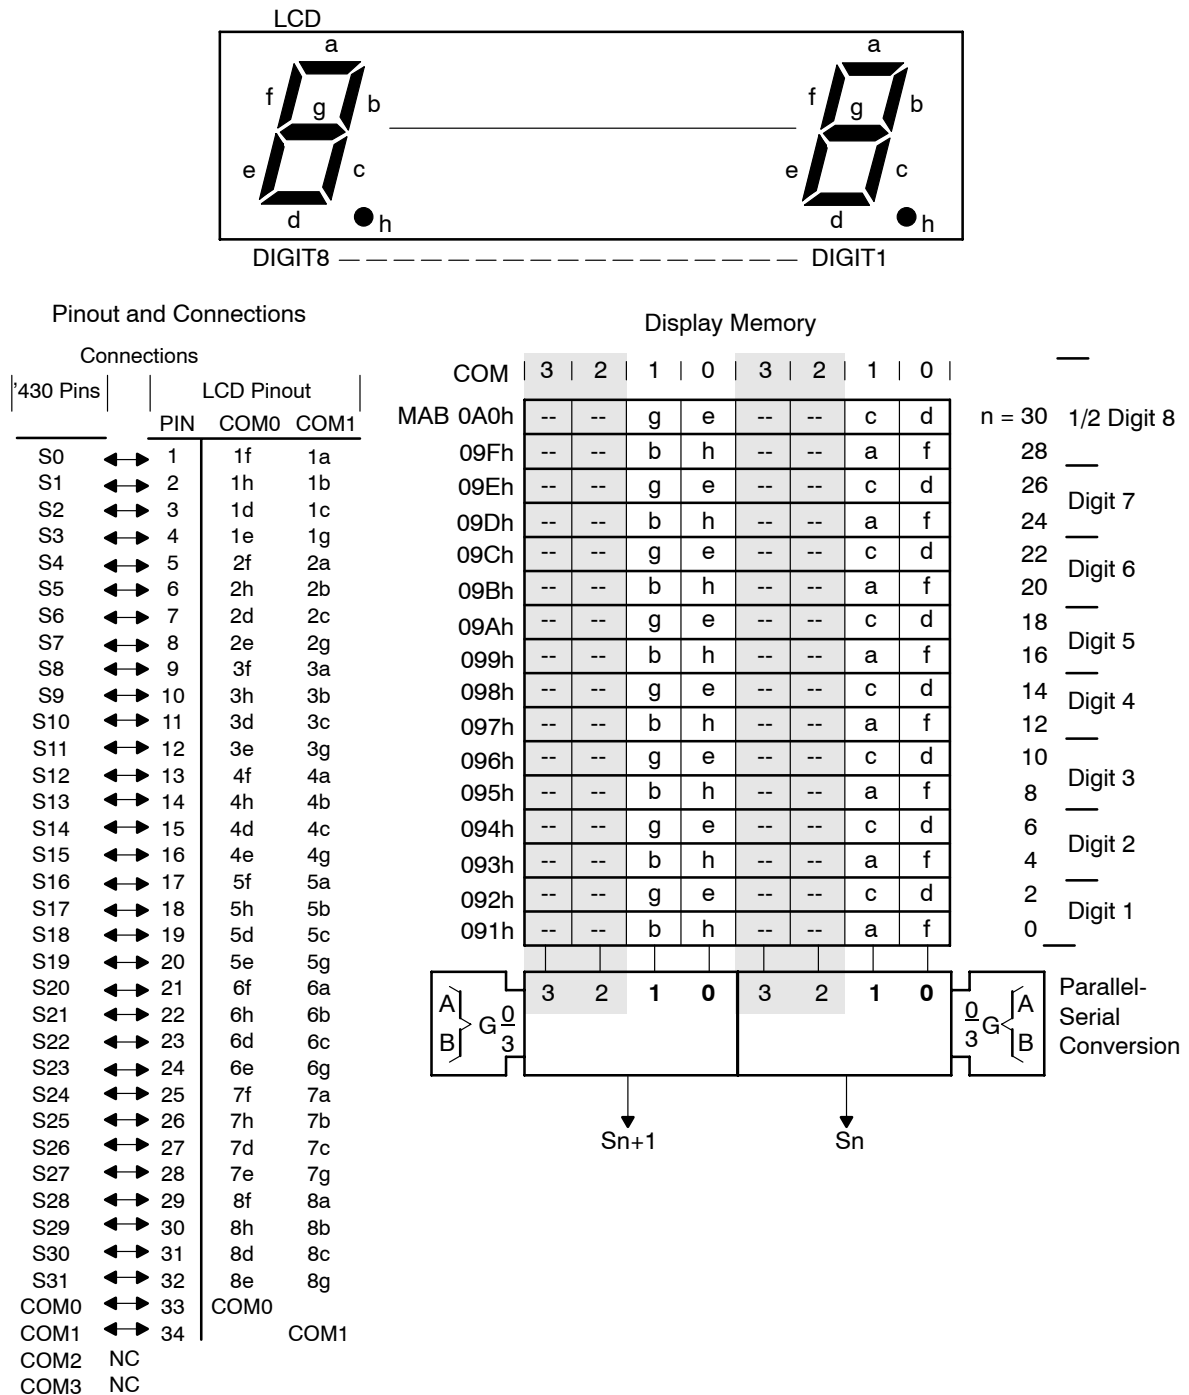 LCD
a a
f g b f g b
e c e c
d h d h
DIGIT8 DIGIT1
Pinout and Connections
Connections
'430 Pins LCD Pinout
PIN COM0 COM1
S0 1 1f 1a
S1 2 1h 1b
S2 3 1d 1c
S3 4 1e 1g
S4 5 2f 2a
S5 6 2h 2b
S6 7 2d 2c
S7 8 2e 2g
S8 9 3f 3a
S9 10 3h 3b
S10 11 3d 3c
S11 12 3e 3g
S12 13 4f 4a
S13 14 4h 4b
S14 15 4d 4c
S15 16 4e 4g
S16 17 5f 5a
S17 18 5h 5b
S18 19 5d 5c
S19 20 5e 5g
S20 21 6f 6a
S21 22 6h 6b
S22 23 6d 6c
S23 24 6e 6g
S24 25 7f 7a
S25 26 7h 7b
S26 27 7d 7c
S27 28 7e 7g
S28 29 8f 8a
S29 30 8h 8b
S30 31 8d 8c
S31 32 8e 8g
COM0 33 COM0
COM1 34 COM1
COM2 NC
COM3 NC
Display Memory
COM 3 2 1 0 3 2 1 0
MAB 0A0h -- -- g e -- -- c d n = 30 1/2 Digit 8
09Fh -- -- b h -- -- a f 28
09Eh -- -- g e -- -- c d 26
Digit 7
09Dh -- -- b h -- -- a f 24
09Ch -- -- g e -- -- c d 22
Digit 6
09Bh -- -- b h -- -- a f 20
09Ah -- -- g e -- -- c d 18
Digit 5
099h -- -- b h -- -- a f 16
098h -- -- g e -- -- c d 14
Digit 4
097h -- -- b h -- -- a f 12
096h -- -- g e -- -- c d 10
Digit 3
095h -- -- b h -- -- a f 8
094h -- -- g e -- -- c d 6
Digit 2
093h -- -- b h -- -- a f 4
092h -- -- g e -- -- c d 2
Digit 1
091h -- -- b h -- -- a f 0
3 2 1 0 3 2 1 0
A B G 0/3
0/3 G A B
Parallel-
Serial
Conversion
Sn+1 Sn